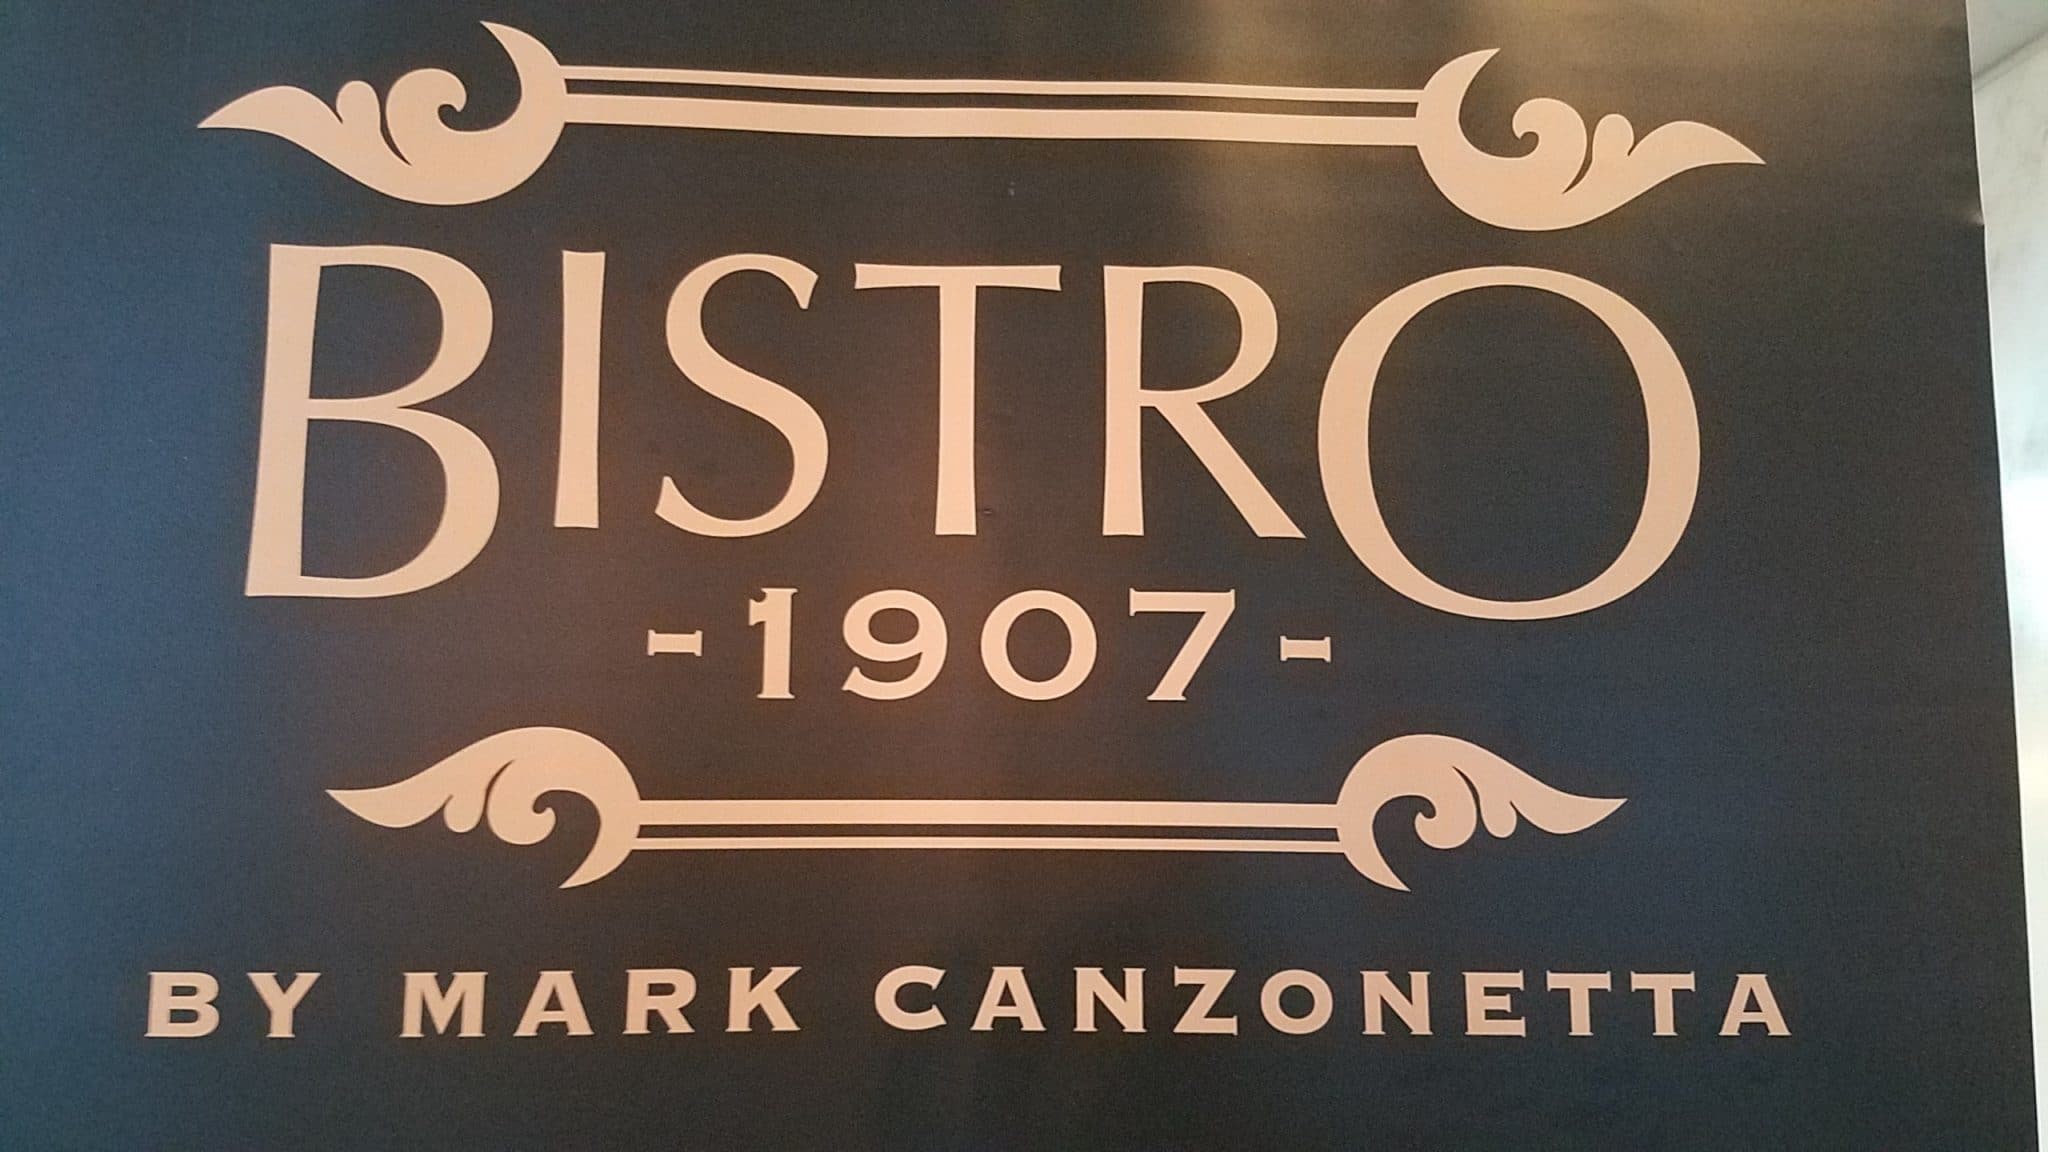 BISTRO
-1907-
BY MARK CANZONETTA